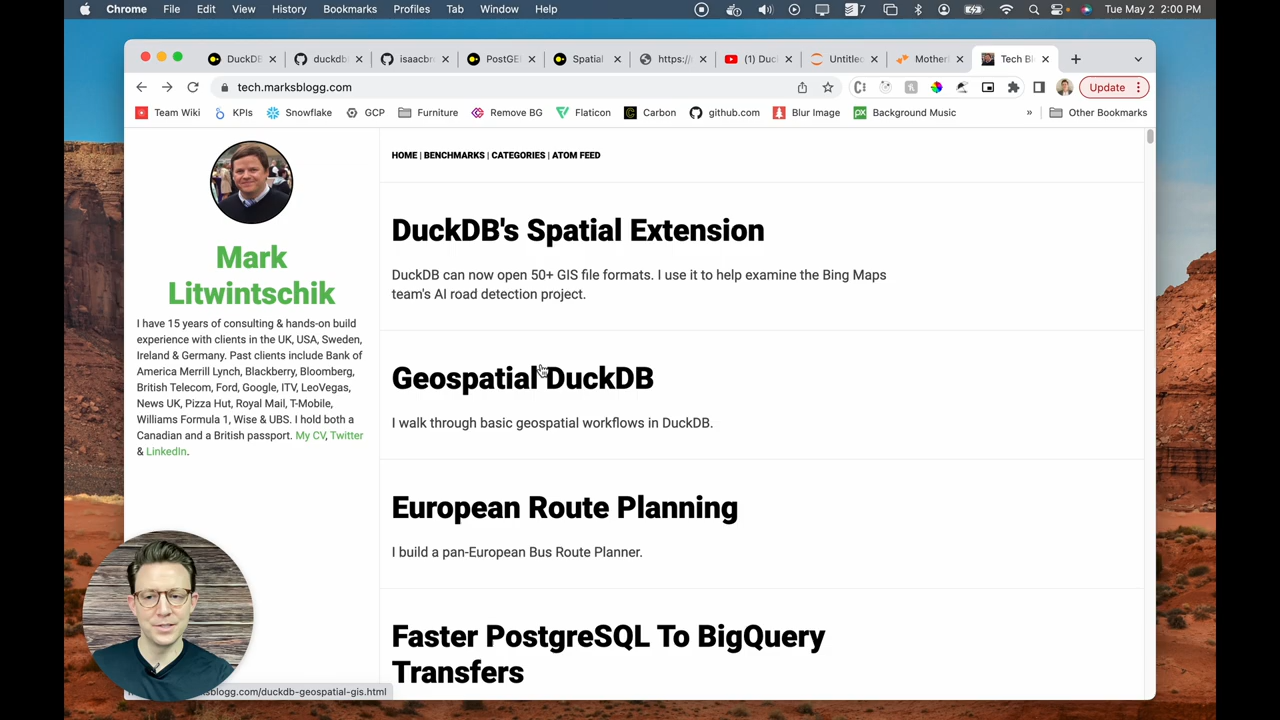 Chrome File Edit View History Bookmarks Profiles Tab Window Help 7 Tue May 2 2:00 PM
DuckDB duckdb isaacbr PostGE Spatial https:// (1) Duc Untitled Mother Tech Bl
tech.marksblogg.com Update
Team Wiki KPIs Snowflake GCP Furniture Remove BG Flaticon Carbon github.com Blur Image Background Music » Other Bookmarks
HOME | BENCHMARKS | CATEGORIES | ATOM FEED
Mark
Litwintschik
I have 15 years of consulting & hands-on build
experience with clients in the UK, USA, Sweden,
Ireland & Germany. Past clients include Bank of
America Merrill Lynch, Blackberry, Bloomberg,
British Telecom, Ford, Google, ITV, LeoVegas,
News UK, Pizza Hut, Royal Mail, T-Mobile,
Williams Formula 1, Wise & UBS. I hold both a
Canadian and a British passport. My CV, Twitter
& LinkedIn.
DuckDB's Spatial Extension
DuckDB can now open 50+ GIS file formats. I use it to help examine the Bing Maps
team's AI road detection project.
Geospatial DuckDB
I walk through basic geospatial workflows in DuckDB.
European Route Planning
I build a pan-European Bus Route Planner.
Faster PostgreSQL To BigQuery
Transfers
sblogg.com/duckdb-geospatial-gis.html